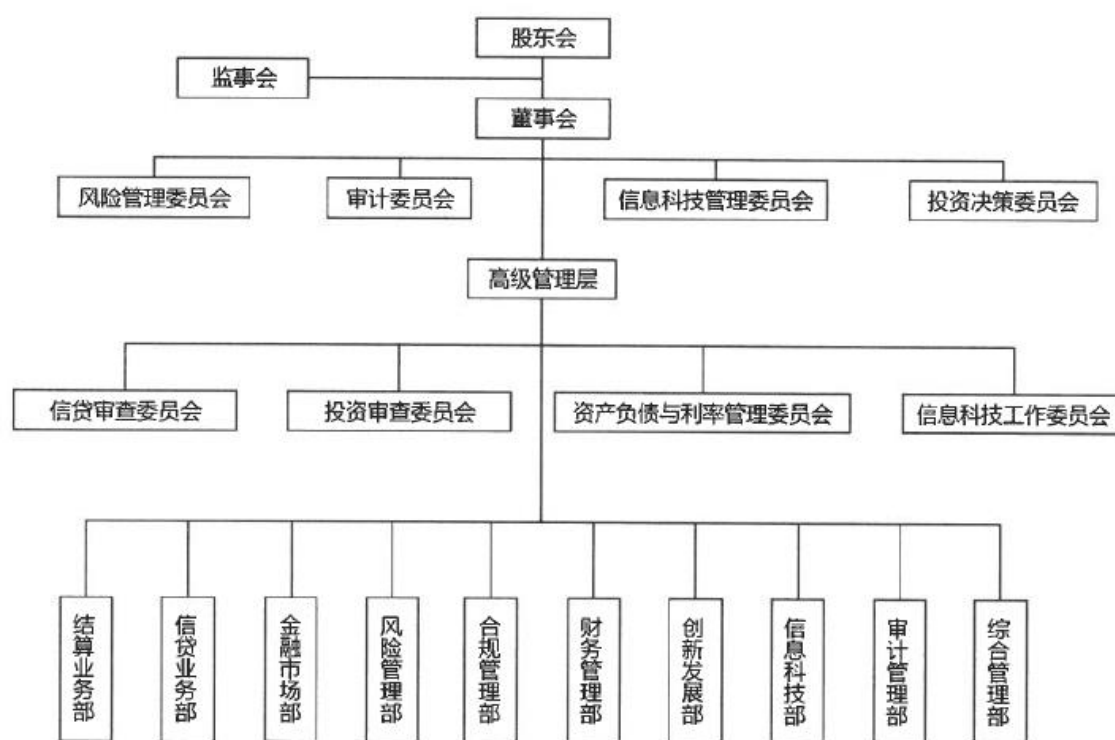 股东会
监事会
董事会
风险管理委员会
审计委员会
信息科技管理委员会
投资决策委员会
高级管理层
信贷审查委员会
投资审查委员会
资产负债与利率管理委员会
信息科技工作委员会
结算业务部
信贷业务部
金融市场部
风险管理部
合规管理部
财务管理部
创新发展部
信息科技部
审计管理部
综合管理部